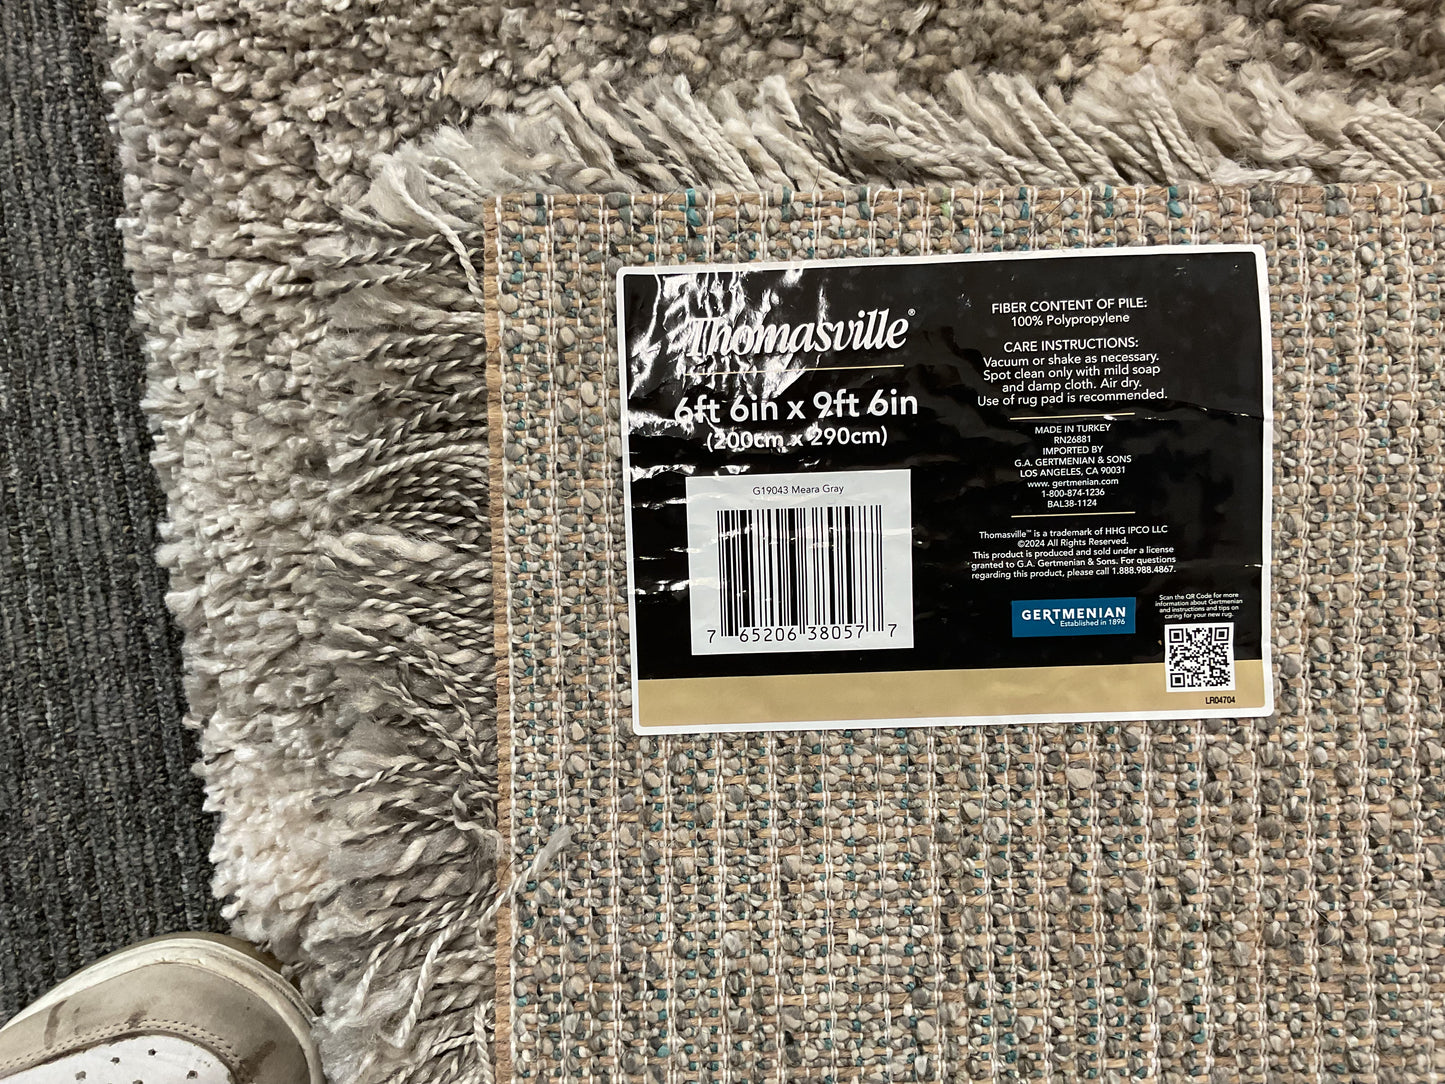 Thomasville®
6ft 6in x 9ft 6in
(200cm x 290cm)
G19043 Meara Gray
7 65206 38057 7
FIBER CONTENT OF PILE:
100% Polypropylene
CARE INSTRUCTIONS:
Vacuum or shake as necessary.
Spot clean only with mild soap
and damp cloth. Air dry.
Use of rug pad is recommended.
MADE IN TURKEY
RN26881
IMPORTED BY
G.A. GERTMENIAN & SONS
LOS ANGELES, CA 90031
www. gertmenian.com
1-800-874-1236
BAL38-1124
Thomasville™ is a trademark of HHG IPCO LLC
©2024 All Rights Reserved.
This product is produced and sold under a license
granted to G.A. Gertmenian & Sons. For questions
regarding this product, please call 1.888.988.4867.
GERTMENIAN
Established in 1896
Scan the QR Code for more
information about Gertmenian
and instructions and tips on
caring for your new rug.
LR04704